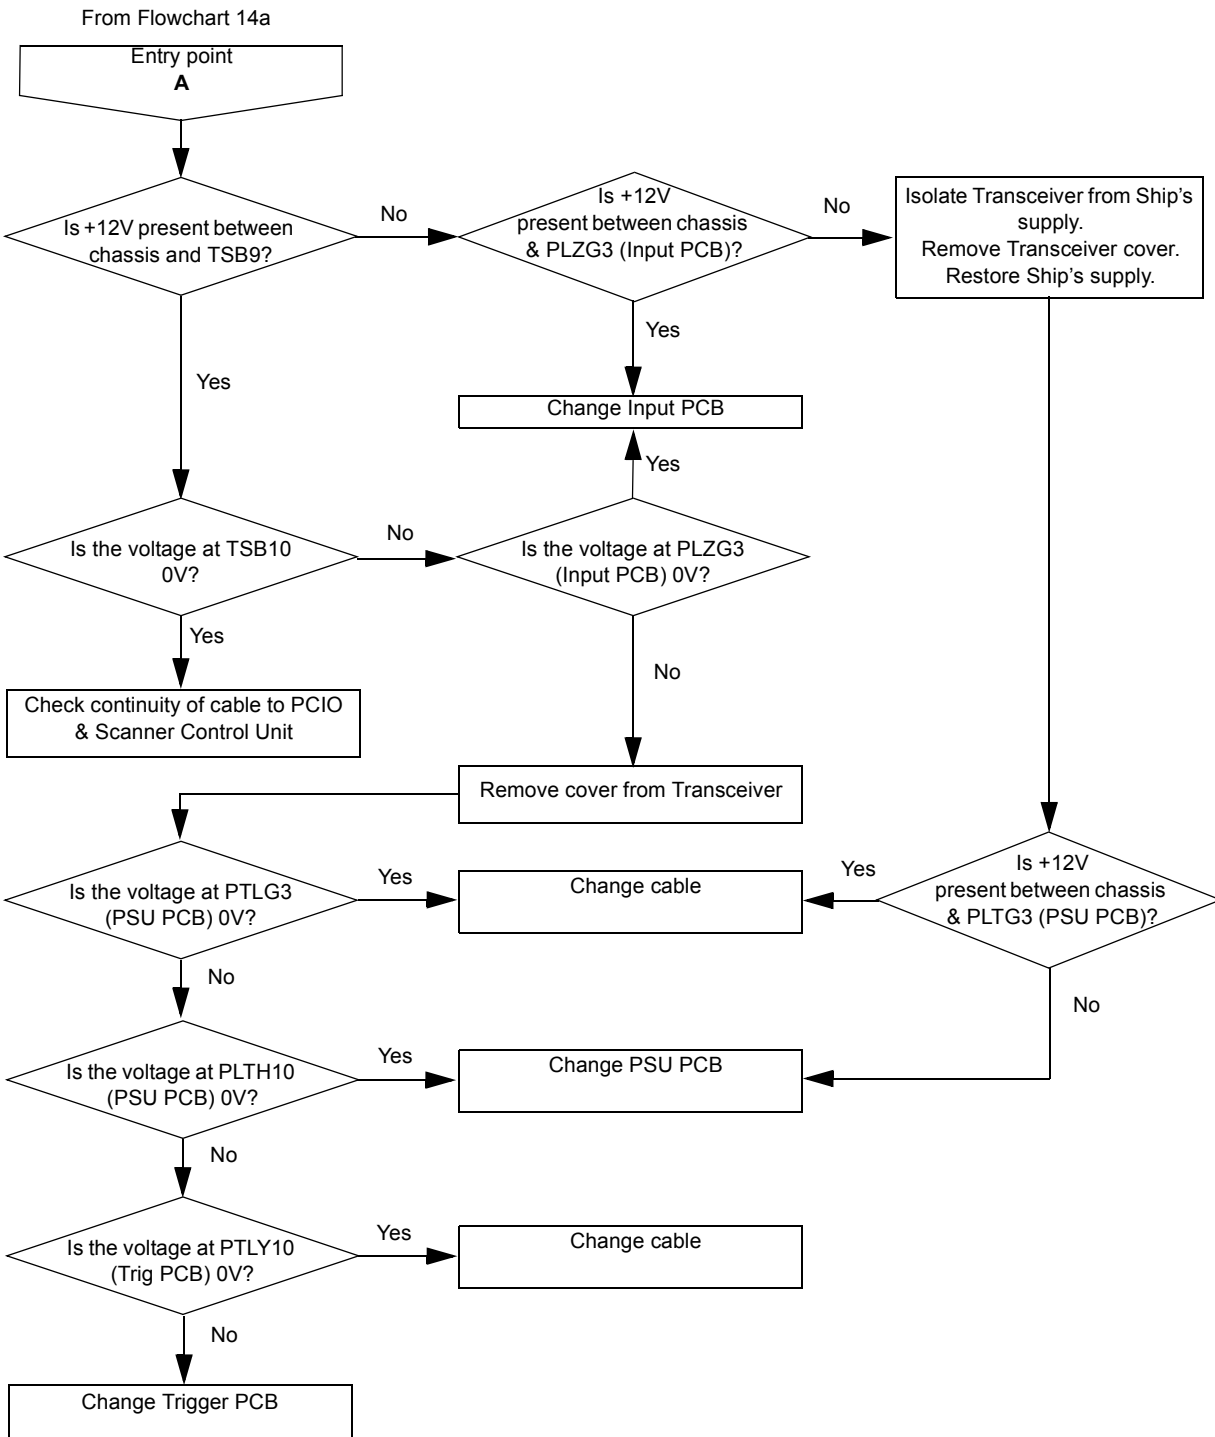 From Flowchart 14a
Entry point
A
Is +12V present between
chassis and TSB9?
No
Is +12V
present between chassis
& PLZG3 (Input PCB)?
No
Isolate Transceiver from Ship's
supply.
Remove Transceiver cover.
Restore Ship's supply.
Yes
Yes
Change Input PCB
Yes
Is the voltage at TSB10
0V?
No
Is the voltage at PLZG3
(Input PCB) 0V?
Yes
No
Check continuity of cable to PCIO
& Scanner Control Unit
Remove cover from Transceiver
Is the voltage at PTLG3
(PSU PCB) 0V?
Yes
Change cable
Yes
Is +12V
present between chassis
& PLTG3 (PSU PCB)?
No
No
Is the voltage at PLTH10
(PSU PCB) 0V?
Yes
Change PSU PCB
No
Is the voltage at PTLY10
(Trig PCB) 0V?
Yes
Change cable
No
Change Trigger PCB